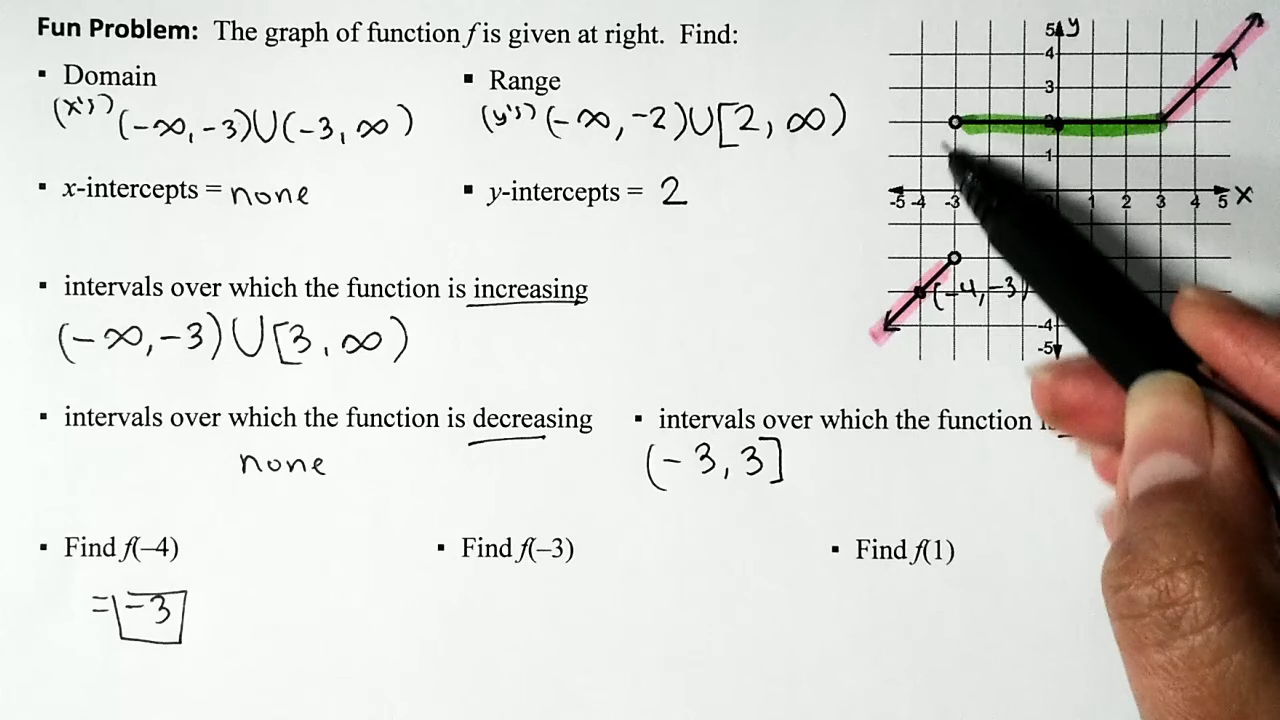 Fun Problem: The graph of function f is given at right. Find:
▪ Domain
(x's) (-∞, -3)∪(-3, ∞)
▪ Range
(y's) (-∞, -2)∪[2, ∞)
▪ x-intercepts = none
▪ y-intercepts = 2
▪ intervals over which the function is increasing
(-∞, -3)∪[3, ∞)
▪ intervals over which the function is decreasing
none
▪ intervals over which the function
(-3, 3]
▪ Find f(–4)
= -3
▪ Find f(–3)
▪ Find f(1)
5 y
4
3
2
1
-5 -4 -3 1 2 3 4 5 x
(-4, -3)
-4
-5